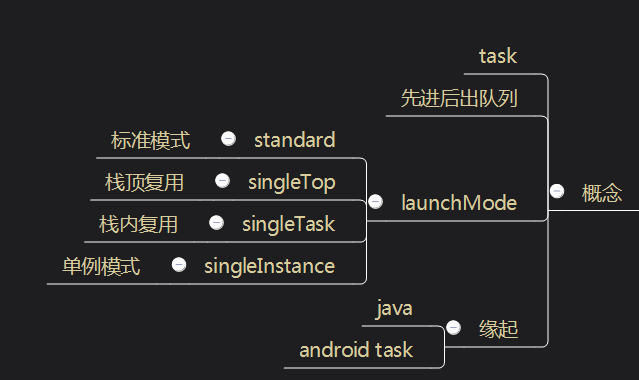 task
先进后出队列
标准模式 standard
栈顶复用 singleTop
栈内复用 singleTask
单例模式 singleInstance
launchMode
概念
java
android task
缘起